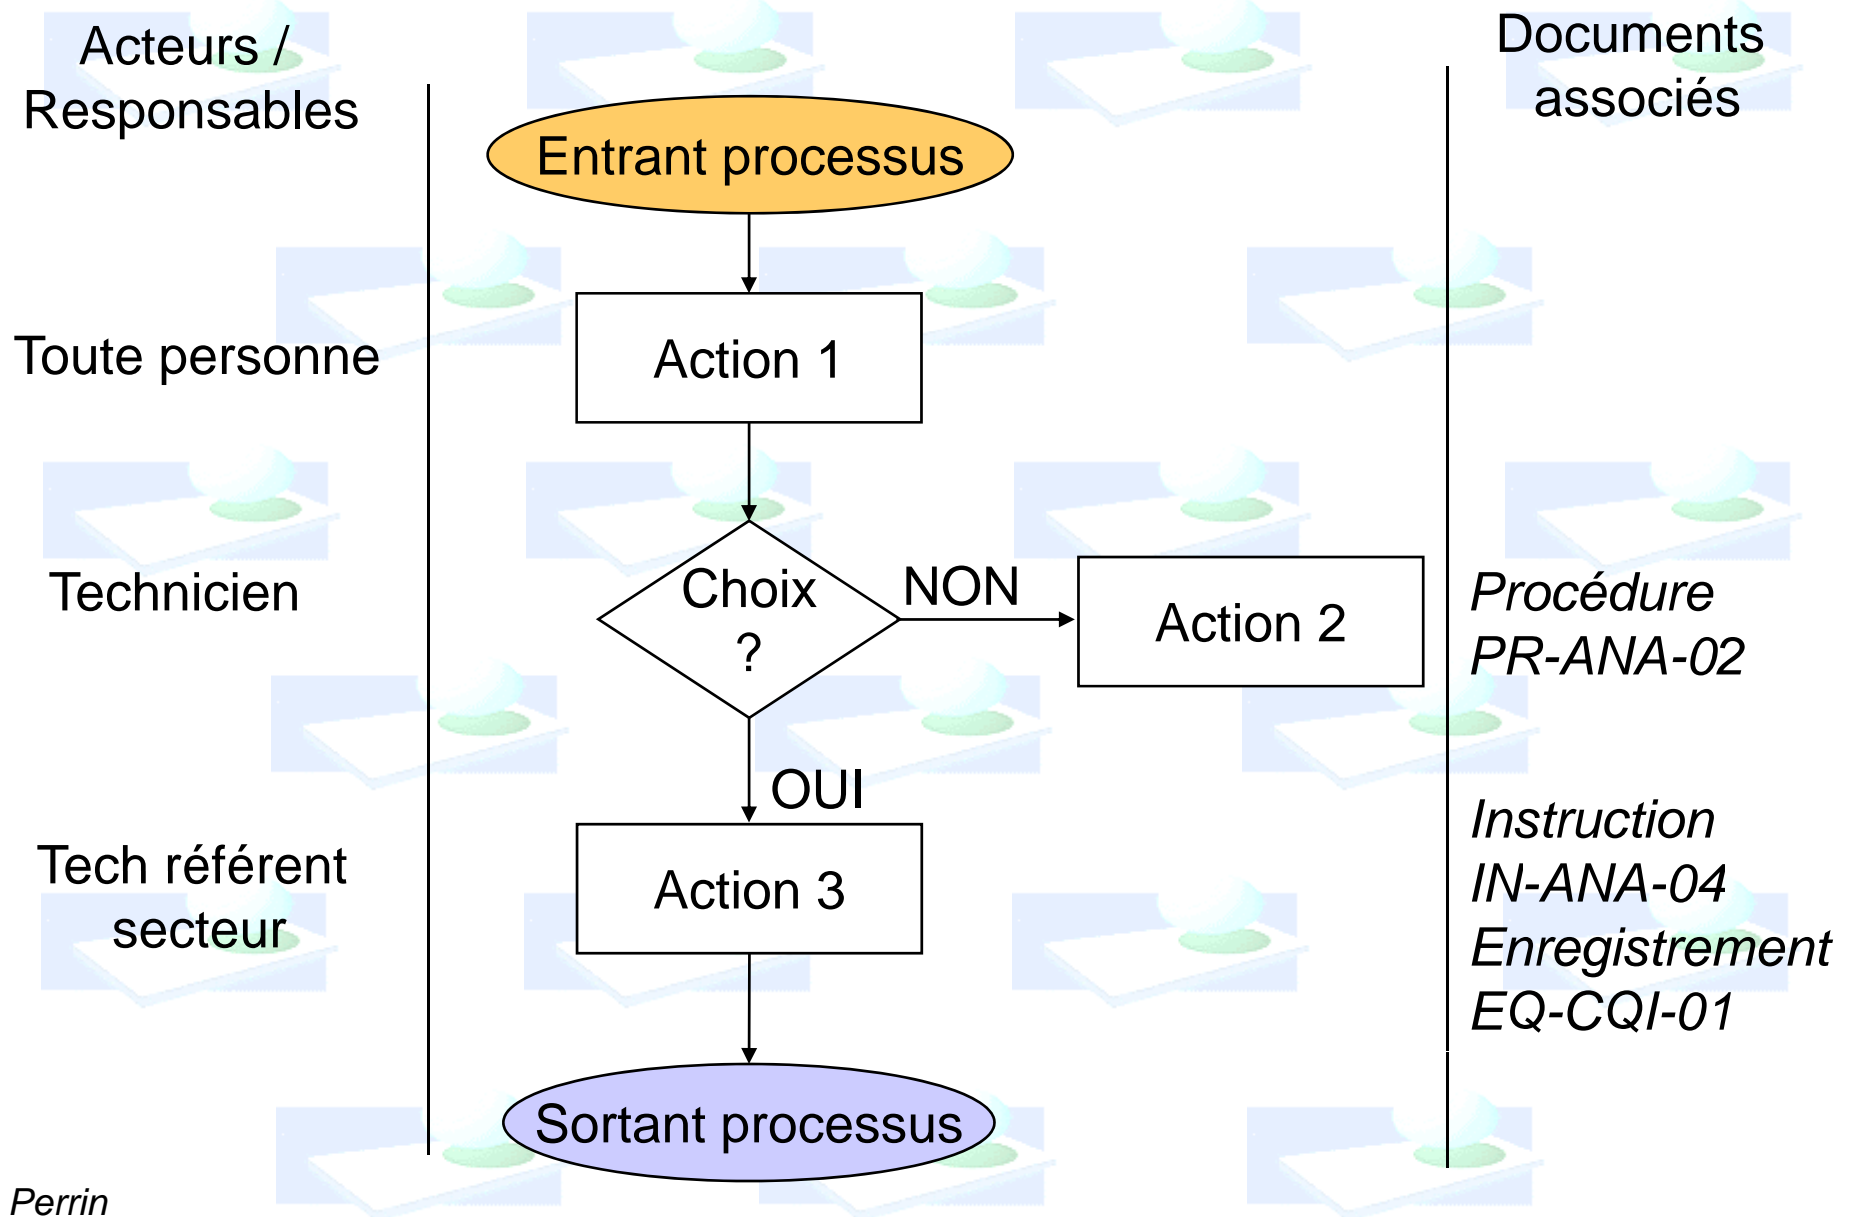 Acteurs /
Responsables
Documents
associés
Entrant processus
Toute personne
Action 1
Technicien
Choix
?
NON
Action 2
Procédure
PR-ANA-02
OUI
Tech référent
secteur
Action 3
Instruction
IN-ANA-04
Enregistrement
EQ-CQI-01
Sortant processus
Perrin